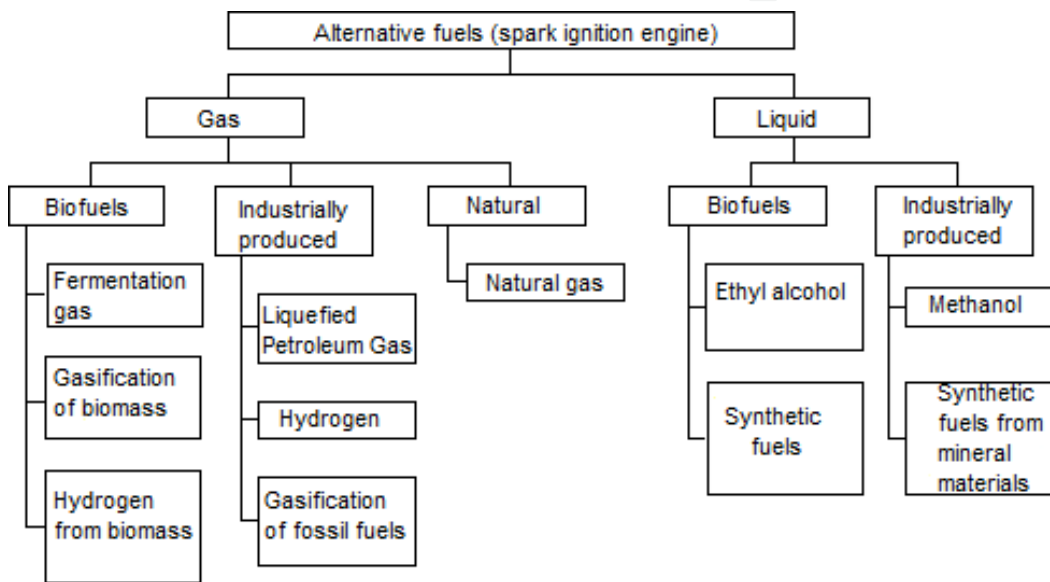 Alternative fuels (spark ignition engine)
Gas
Liquid
Biofuels
Industrially
produced
Natural
Biofuels
Industrially
produced
Fermentation
gas
Gasification
of biomass
Hydrogen
from biomass
Liquefied
Petroleum Gas
Hydrogen
Gasification
of fossil fuels
Natural gas
Ethyl alcohol
Synthetic
fuels
Methanol
Synthetic
fuels from
mineral
materials